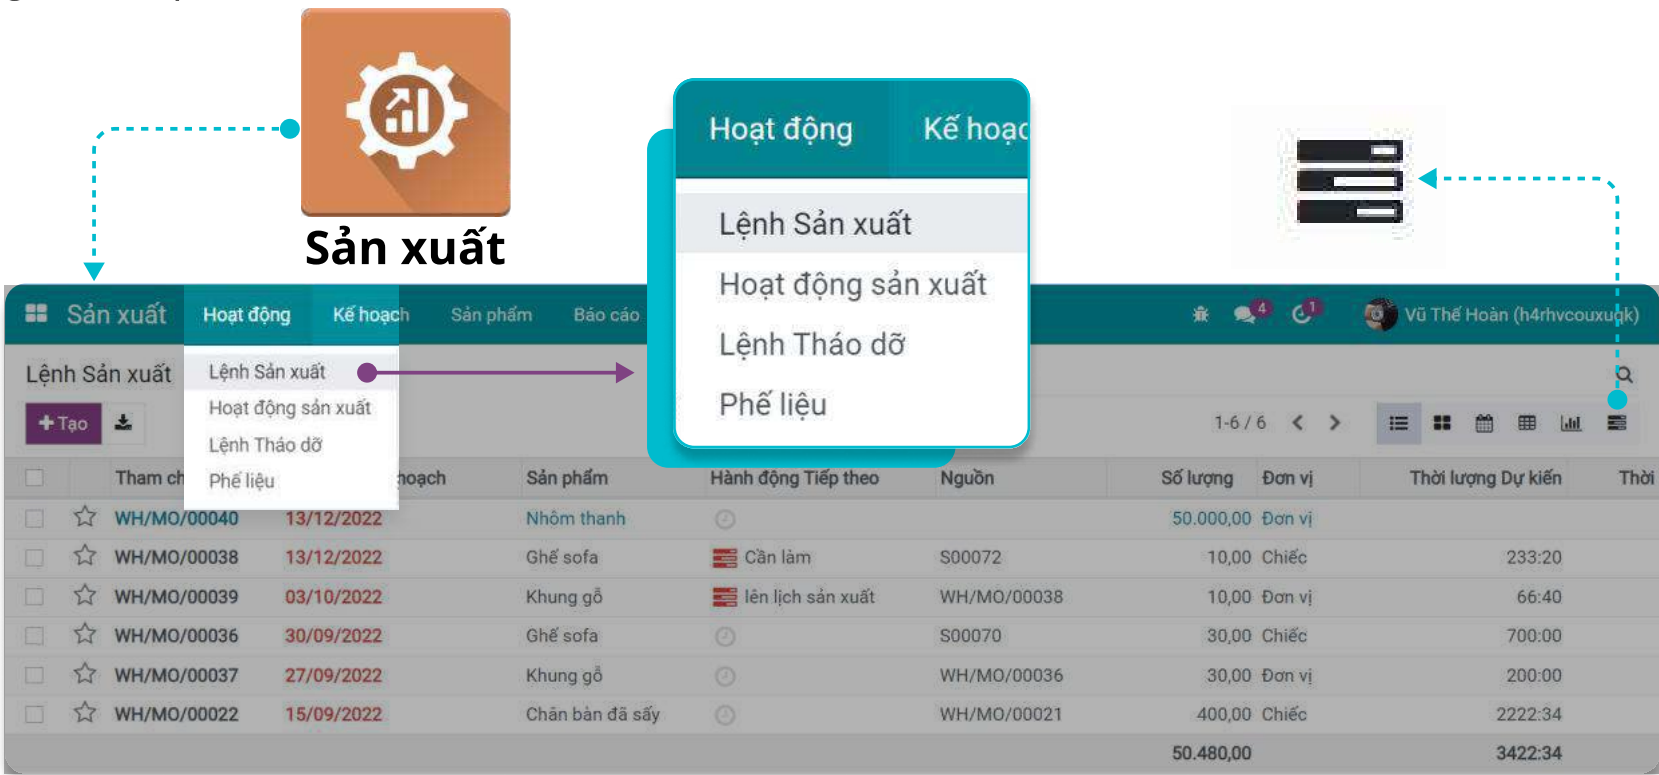 Sản xuất
Hoạt động Kế hoạc
Lệnh Sản xuất
Hoạt động sản xuất
Lệnh Tháo dỡ
Phế liệu
Sản xuất Hoạt động Kế hoạch Sản phẩm Báo cáo 4 1 Vũ Thế Hoàn (h4rhvcouxuqk)
Lệnh Sản xuất
Lệnh Sản xuất
Hoạt động sản xuất
Lệnh Tháo dỡ
Phế liệu
+Tạo 1-6 / 6
Tham ch hoạch Sản phẩm Hành động Tiếp theo Nguồn Số lượng Đơn vị Thời lượng Dự kiến Thời
WH/MO/00040 13/12/2022 Nhôm thanh 50.000,00 Đơn vị
WH/MO/00038 13/12/2022 Ghế sofa Cần làm S00072 10,00 Chiếc 233:20
WH/MO/00039 03/10/2022 Khung gỗ lên lịch sản xuất WH/MO/00038 10,00 Đơn vị 66:40
WH/MO/00036 30/09/2022 Ghế sofa S00070 30,00 Chiếc 700:00
WH/MO/00037 27/09/2022 Khung gỗ WH/MO/00036 30,00 Đơn vị 200:00
WH/MO/00022 15/09/2022 Chân bàn đã sấy WH/MO/00021 400,00 Chiếc 2222:34
50.480,00 3422:34